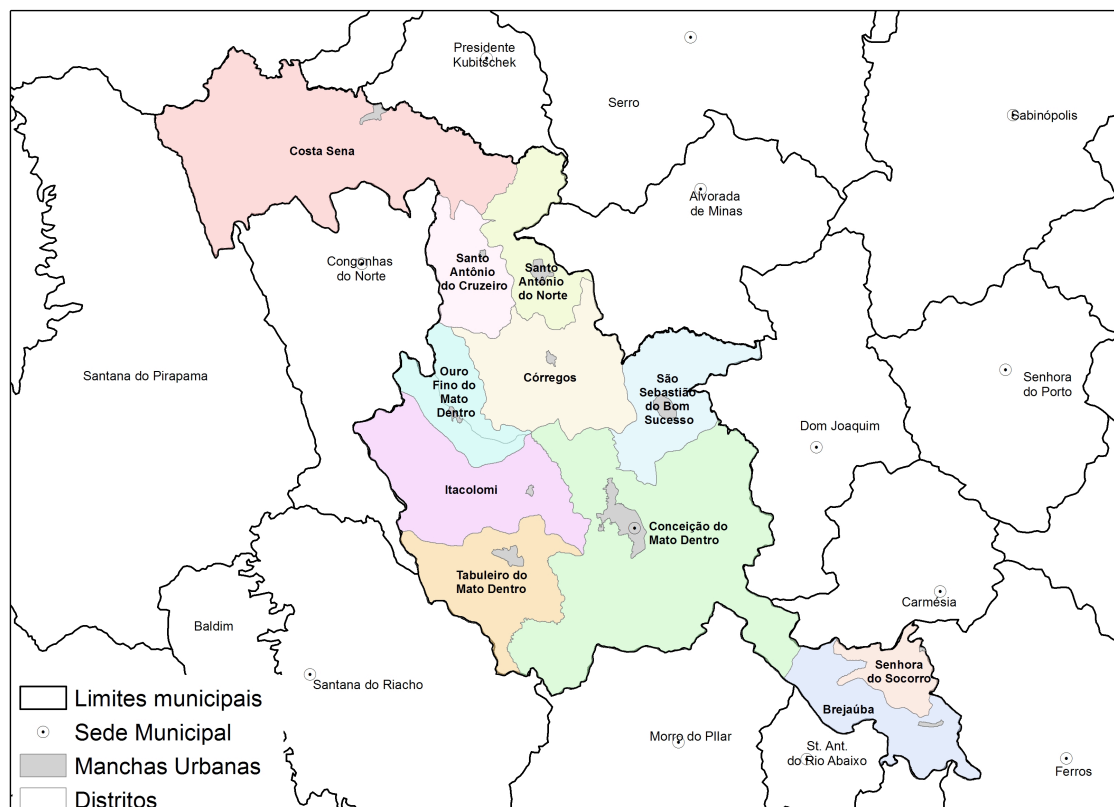 Presidente
Kubitschek
Serro
Sabinópolis
Costa Sena
Alvorada
de Minas
Congonhas
do Norte
Santo
Antônio
do Cruzeiro
Santo
Antônio
do Norte
Santana do Pirapama
Ouro
Fino do
Mato
Dentro
Córregos
São
Sebastião
do Bom
Sucesso
Senhora
do Porto
Dom Joaquim
Itacolomi
Conceição do
Mato Dentro
Tabuleiro do
Mato Dentro
Carmésia
Baldim
Senhora
do Socorro
Santana do Riacho
Brejaúba
Morro do PIlar
St. Ant.
do Rio Abaixo
Ferros
Limites municipais
Sede Municipal
Manchas Urbanas
Distritos